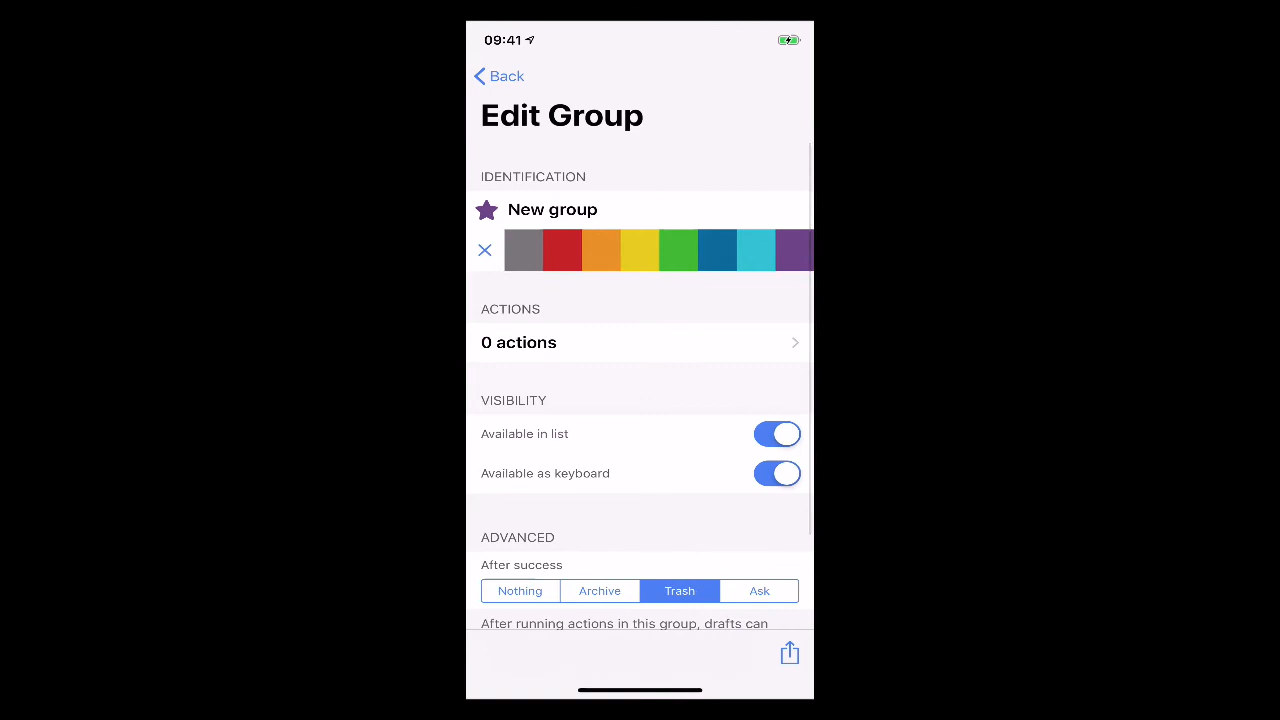 09:41
Back
Edit Group
IDENTIFICATION
New group
ACTIONS
0 actions
VISIBILITY
Available in list
Available as keyboard
ADVANCED
After success
Nothing Archive Trash Ask
After running actions in this group, drafts can